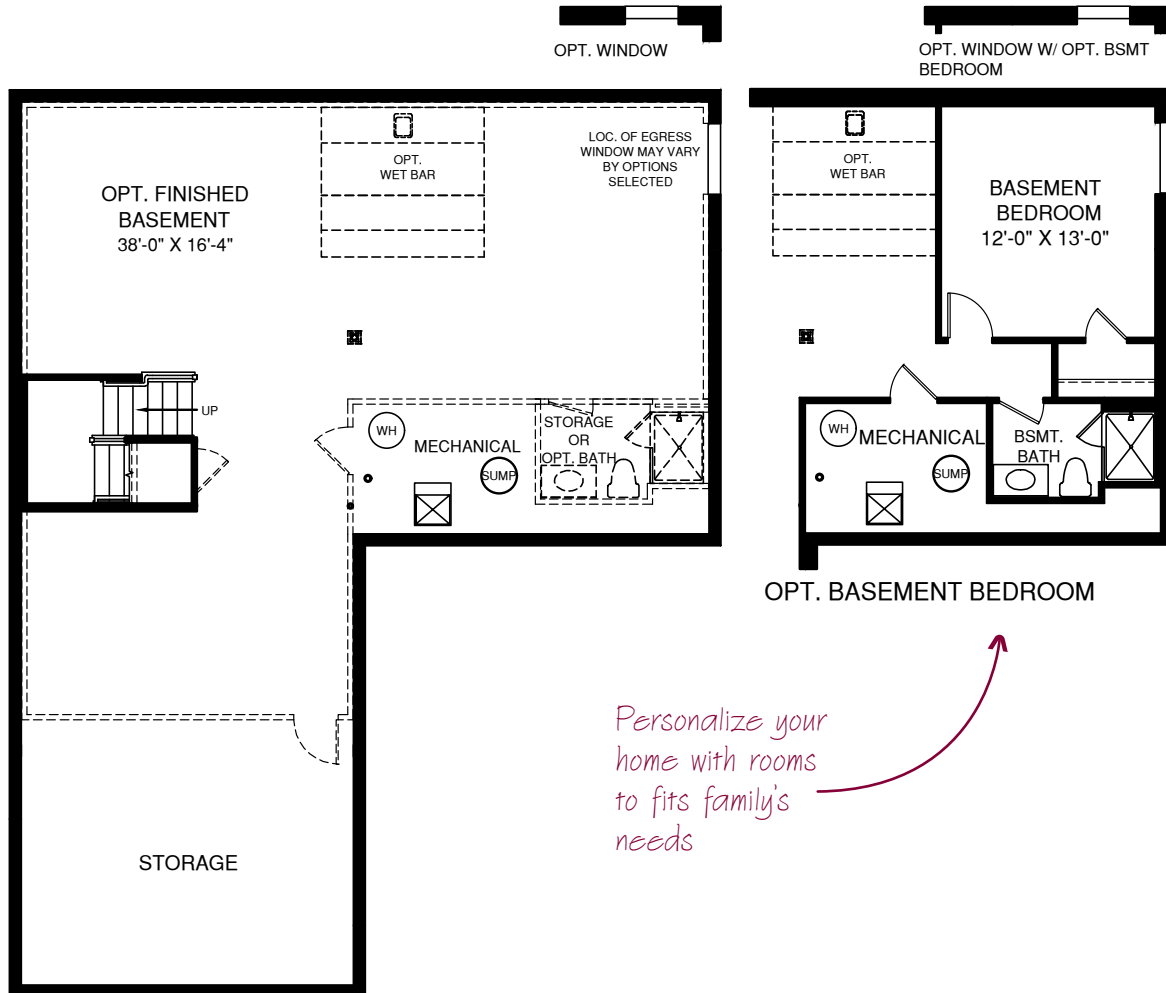 OPT. WINDOW
OPT. WINDOW W/ OPT. BSMT
BEDROOM
OPT. FINISHED
BASEMENT
38'-0" X 16'-4"
OPT.
WET BAR
LOC. OF EGRESS
WINDOW MAY VARY
BY OPTIONS
SELECTED
UP
WH
MECHANICAL
SUMP
STORAGE
OR
OPT. BATH
STORAGE
OPT.
WET BAR
BASEMENT
BEDROOM
12'-0" X 13'-0"
WH
MECHANICAL
SUMP
BSMT.
BATH
OPT. BASEMENT BEDROOM
Personalize your
home with rooms
to fits family's
needs